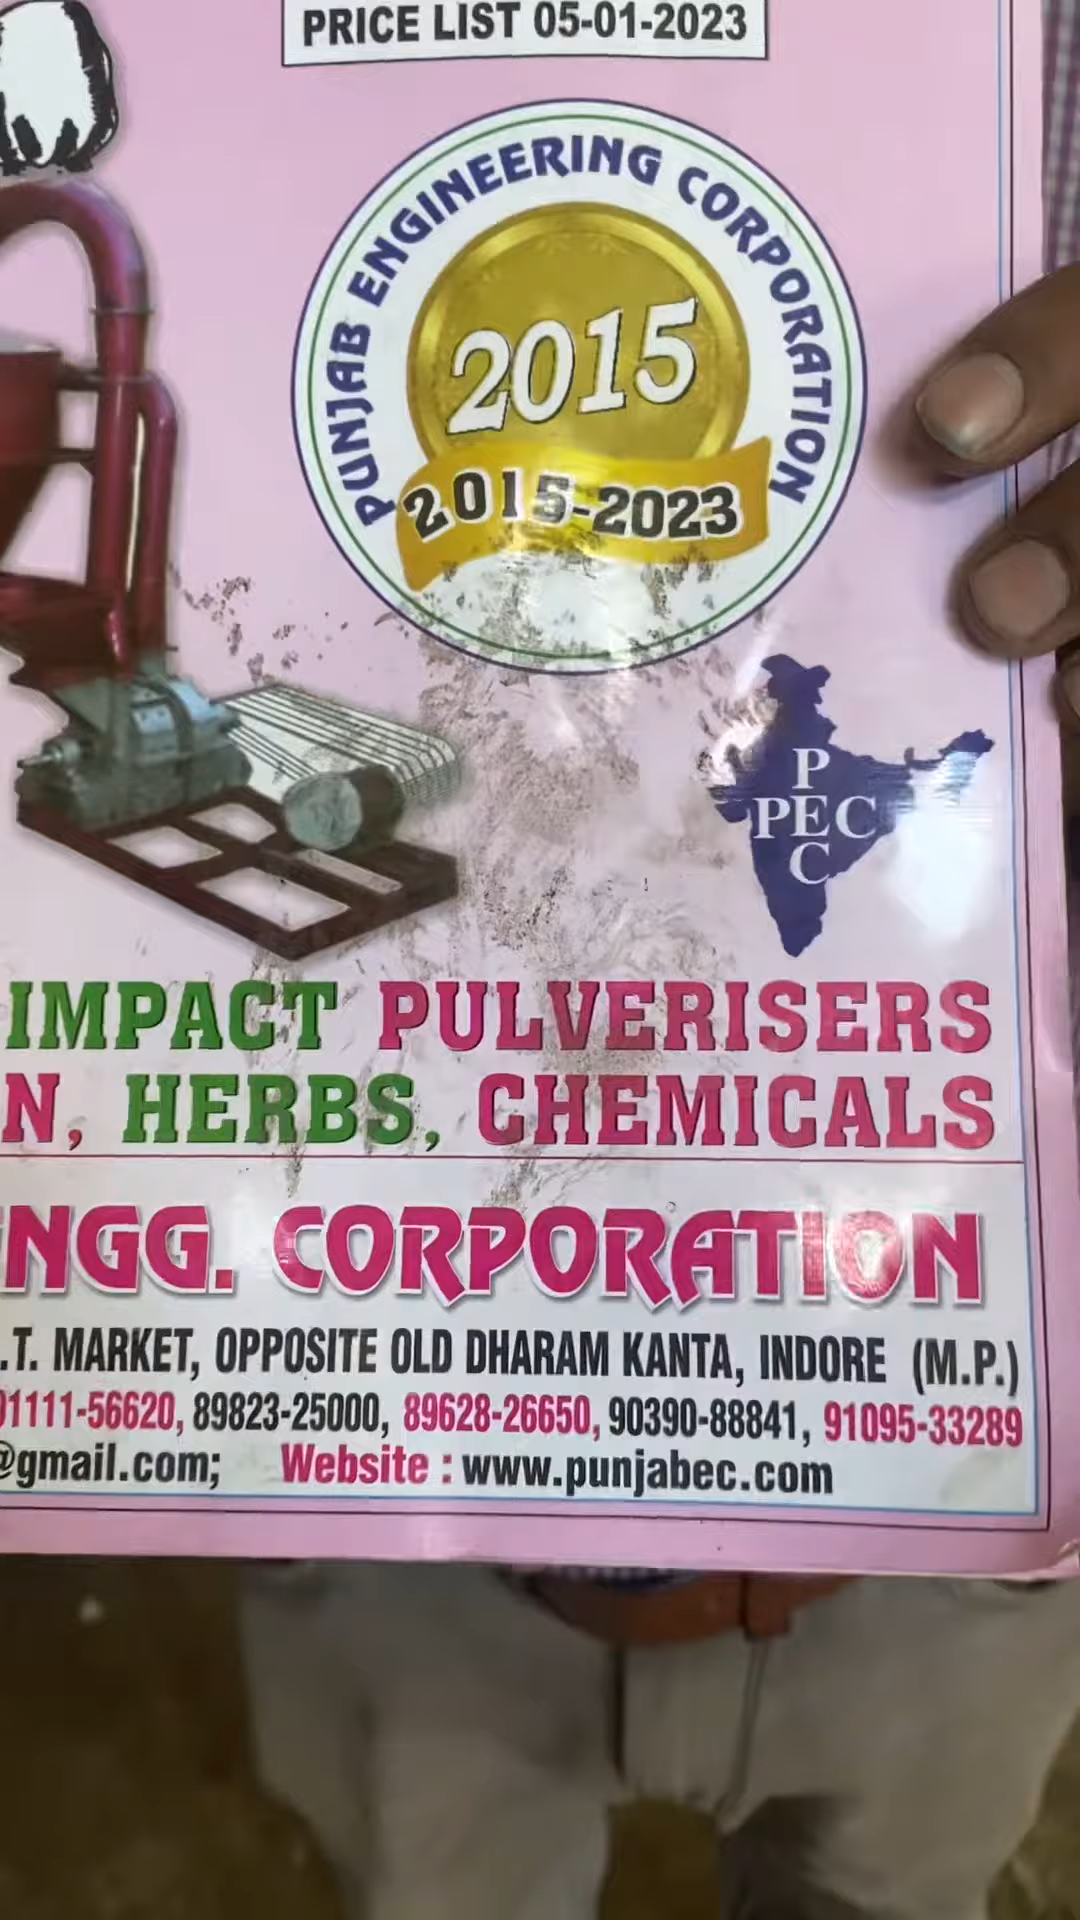 PRICE LIST 05-01-2023
PUNJAB ENGINEERING CORPORATION
2015
2015-2023
P
PEC
C
IMPACT PULVERISERS
N, HERBS, CHEMICALS
NGG. CORPORATION
.T. MARKET, OPPOSITE OLD DHARAM KANTA, INDORE (M.P.)
01111-56620, 89823-25000, 89628-26650, 90390-88841, 91095-33289
@gmail.com; Website : www.punjabec.com